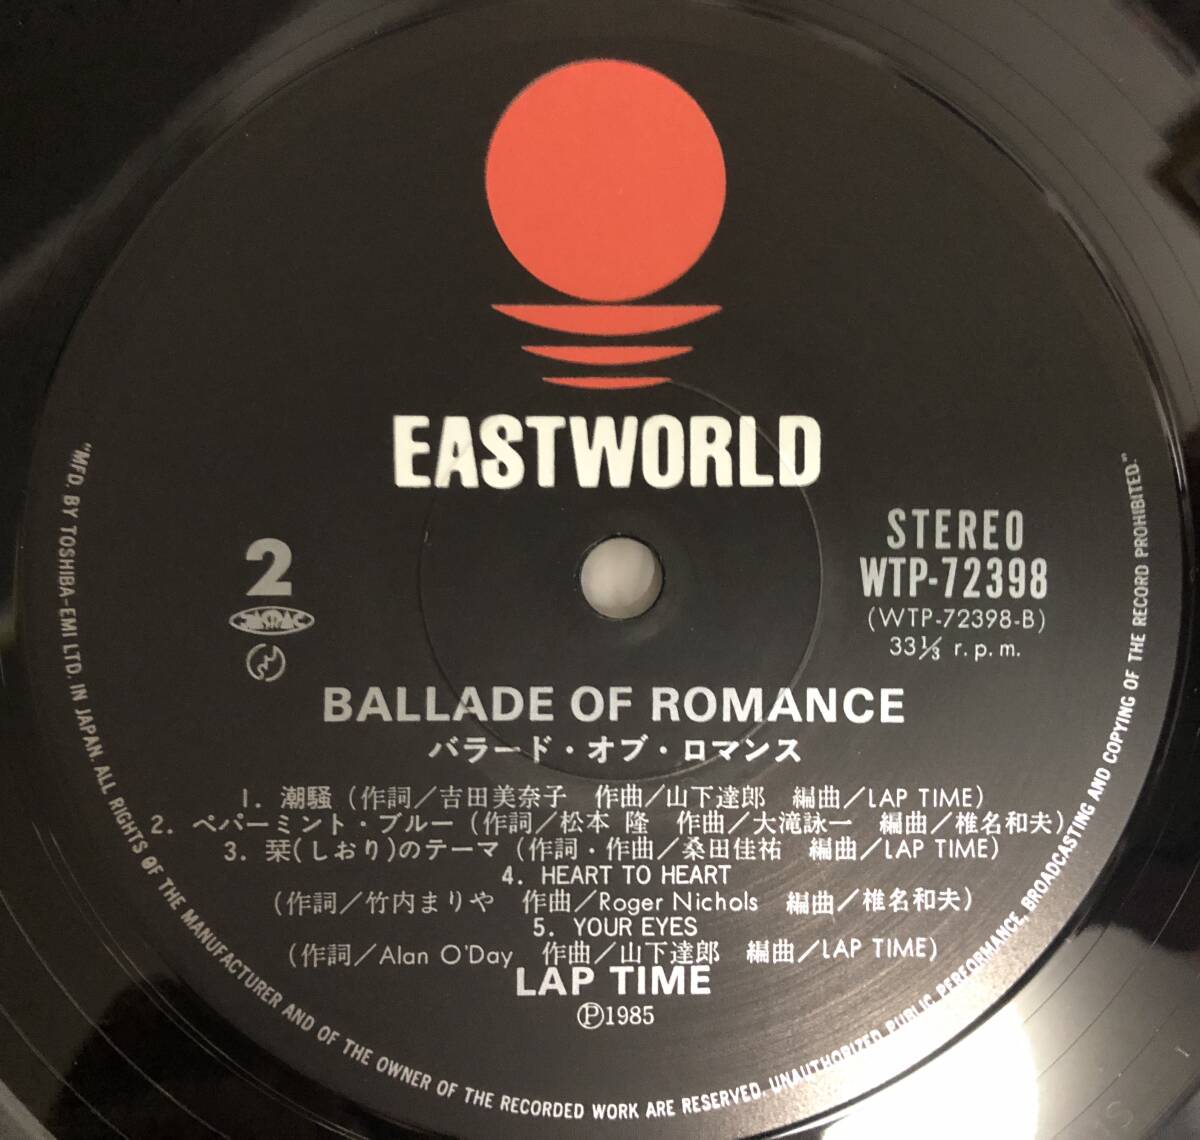 EASTWORLD
STEREO
WTP-72398
(WTP-72398-B)
33⅓ r.p.m.
2
JASRAC
BALLADE OF ROMANCE
バラード・オブ・ロマンス
1. 潮騒 (作詞/吉田美奈子 作曲/山下達郎 編曲/LAP TIME)
2. ペパーミント・ブルー (作詞/松本 隆 作曲/大滝詠一 編曲/椎名和夫)
3. 栞(しおり)のテーマ (作詞・作曲/桑田佳祐 編曲/LAP TIME)
4. HEART TO HEART
(作詞/竹内まりや 作曲/Roger Nichols 編曲/椎名和夫)
5. YOUR EYES
(作詞/Alan O'Day 作曲/山下達郎 編曲/LAP TIME)
LAP TIME
Ⓟ1985
"MFD. BY TOSHIBA-EMI LTD. IN JAPAN. ALL RIGHTS OF THE MANUFACTURER AND OF THE OWNER OF THE RECORDED WORK ARE RESERVED. UNAUTHORIZED PUBLIC PERFORMANCE, BROADCASTING AND COPYING OF THE RECORD PROHIBITED."